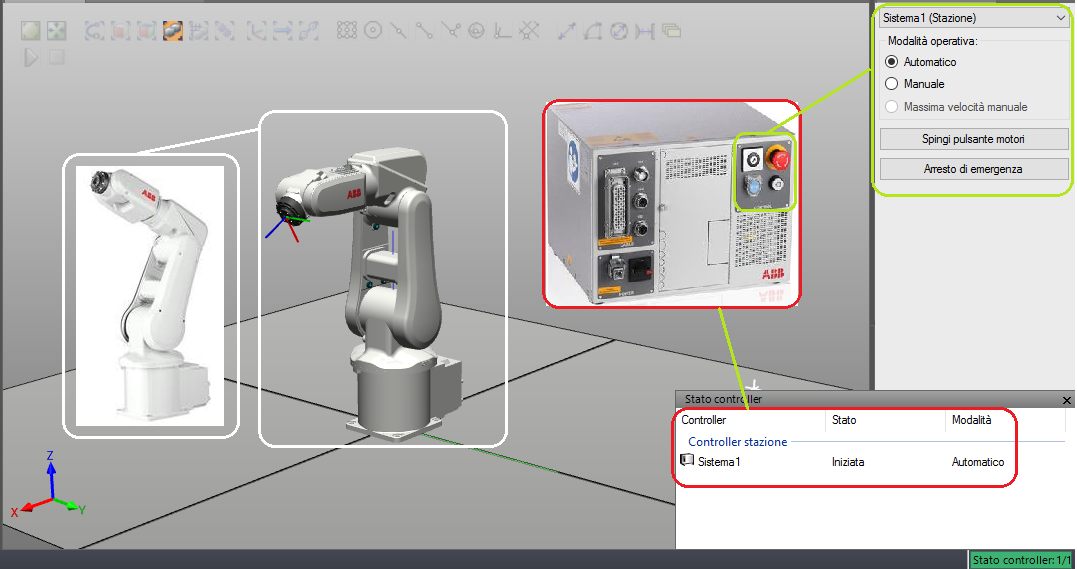 Sistema1 (Stazione)
Modalità operativa:
Automatico
Manuale
Massima velocità manuale
Spingi pulsante motori
Arresto di emergenza
ABB
ABB
ABB
Stato controller
Controller Stato Modalità
Controller stazione
Sistema1 Iniziata Automatico
Z
X
Y
Stato controller: 1/1